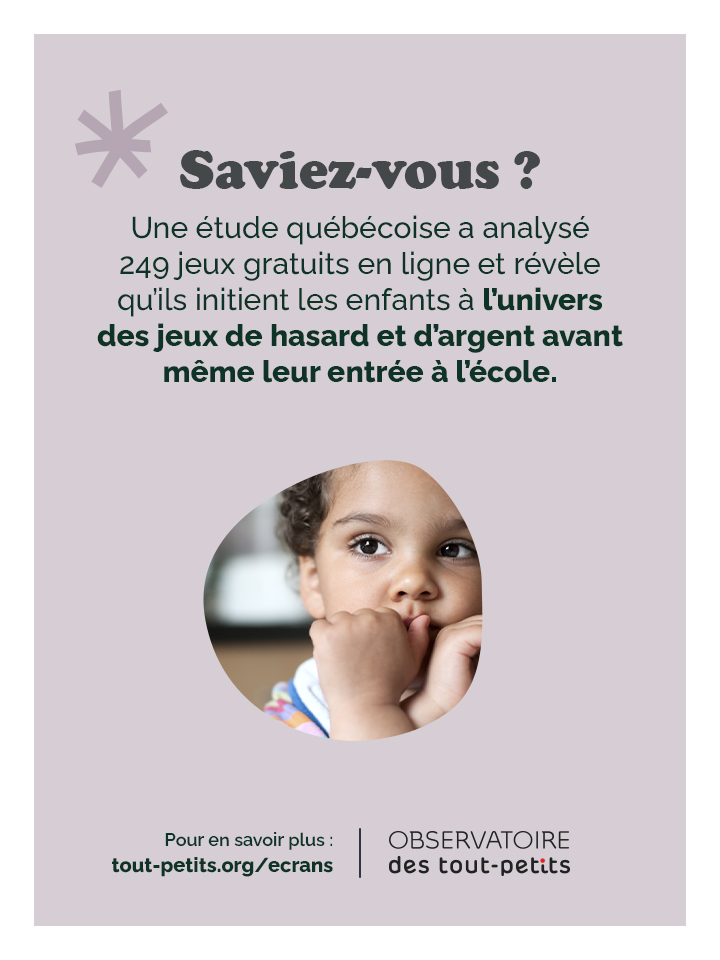 Saviez-vous ?
Une étude québécoise a analysé
249 jeux gratuits en ligne et révèle
qu’ils initient les enfants à l’univers
des jeux de hasard et d’argent avant
même leur entrée à l’école.
Pour en savoir plus :
tout-petits.org/ecrans
OBSERVATOIRE
des tout-petits